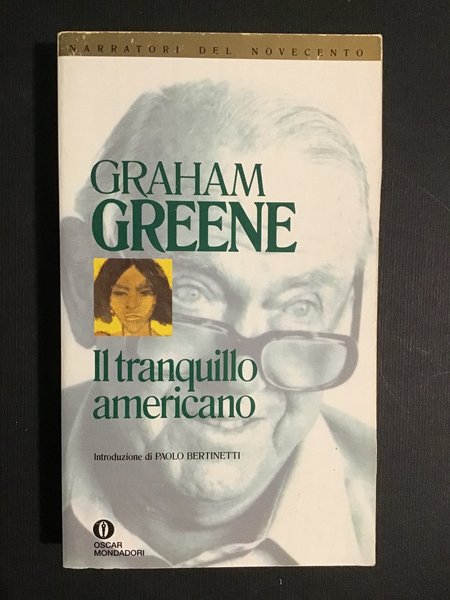 NARRATORI DEL NOVECENTO
GRAHAM
GREENE
Il tranquillo
americano
Introduzione di PAOLO BERTINETTI
OSCAR
MONDADORI